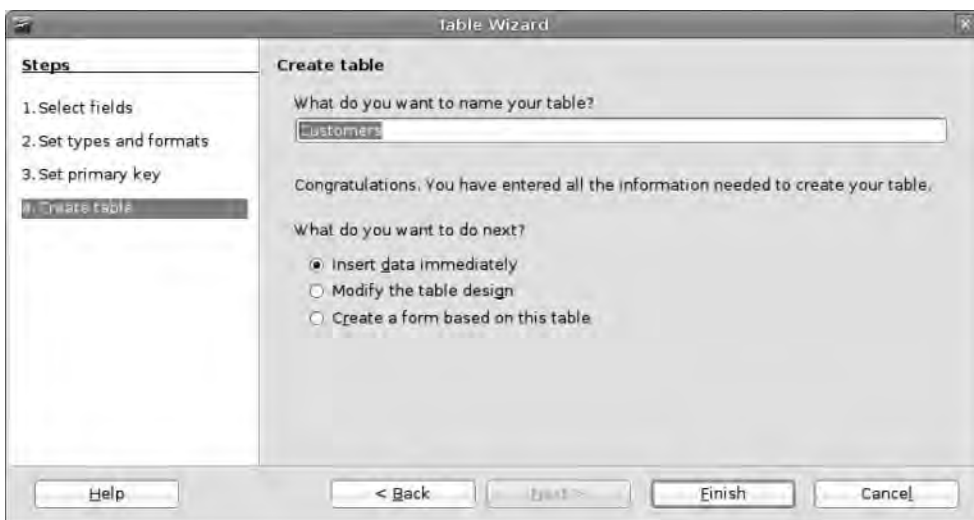 Table Wizard
Steps
1. Select fields
2. Set types and formats
3. Set primary key
4. Create table
Create table
What do you want to name your table?
Customers
Congratulations. You have entered all the information needed to create your table.
What do you want to do next?
Insert data immediately
Modify the table design
Create a form based on this table
Help
< Back
Next >
Finish
Cancel